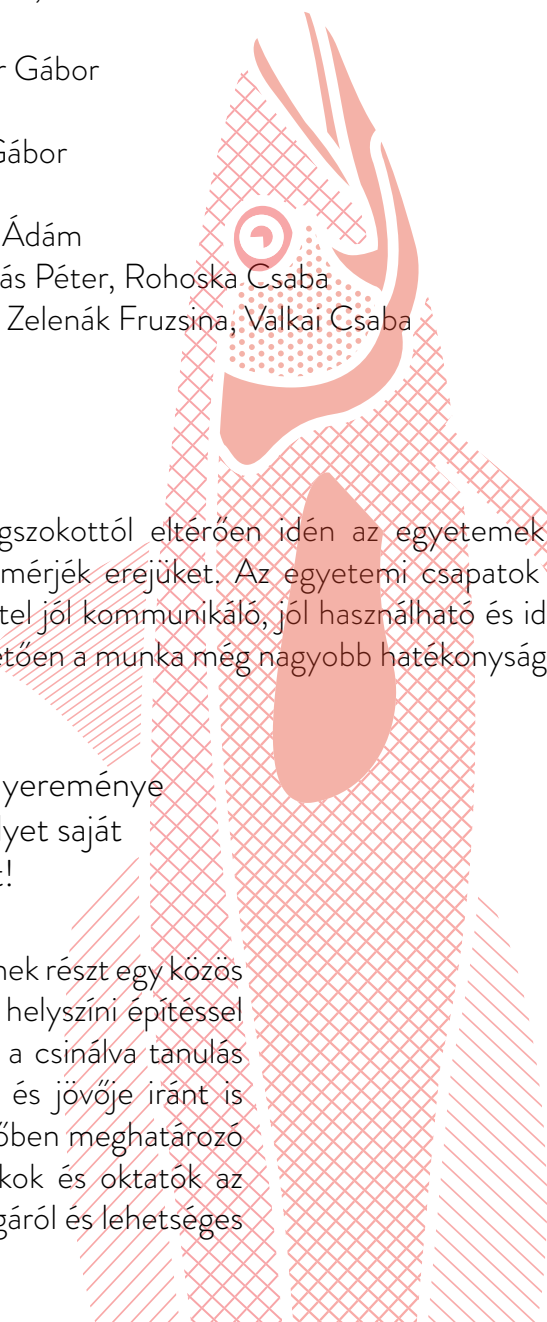 r Gábor
Gábor
Ádám
ás Péter, Rohoska Csaba
Zelenák Fruzsina, Valkai Csaba
gszokottól eltérően idén az egyetemek
mérjék erejüket. Az egyetemi csapatok
tel jól kommunikáló, jól használható és id
etően a munka még nagyobb hatékonyság
yereménye
lyet saját
t!
nek részt egy közös
helyszíni építéssel
a csinálva tanulás
és jövője iránt is
őben meghatározó
kok és oktatók az
gáról és lehetséges